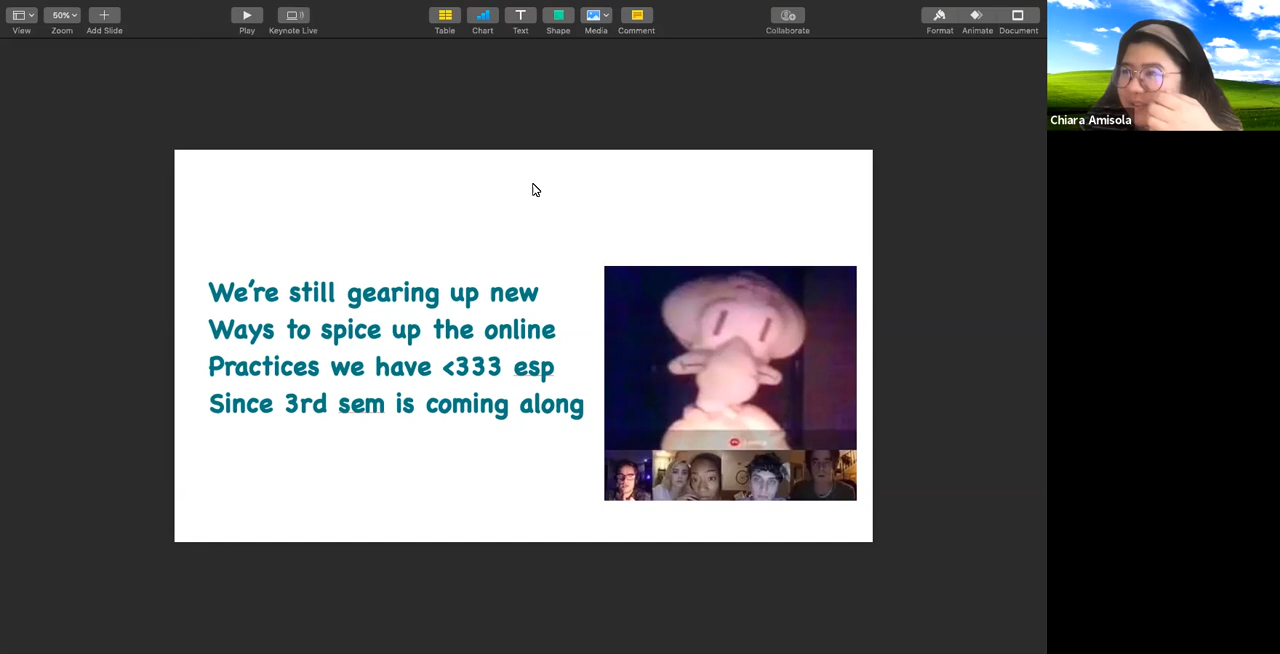 50%
View
Zoom
Add Slide
Play
Keynote Live
Table
Chart
Text
Shape
Media
Comment
Collaborate
Format
Animate
Document
Chiara Amisola
We're still gearing up new
Ways to spice up the online
Practices we have <333 esp
Since 3rd sem is coming along